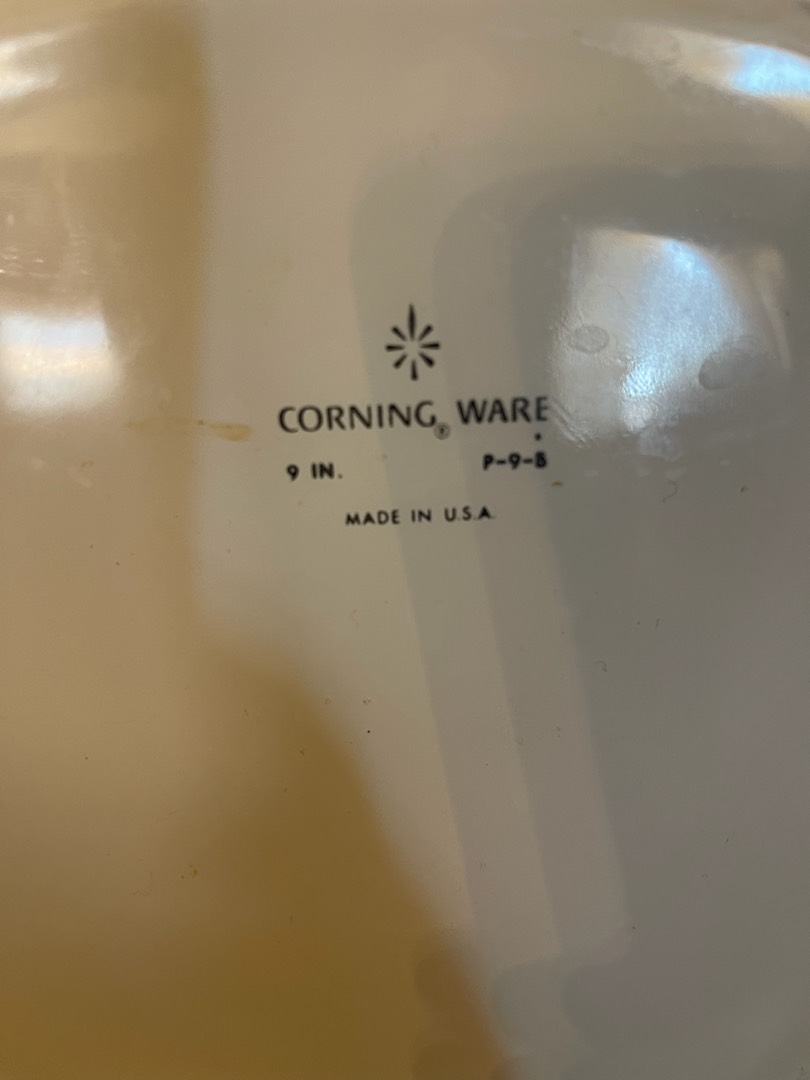 CORNING® WARE
9 IN. P-9-B
MADE IN U.S.A.